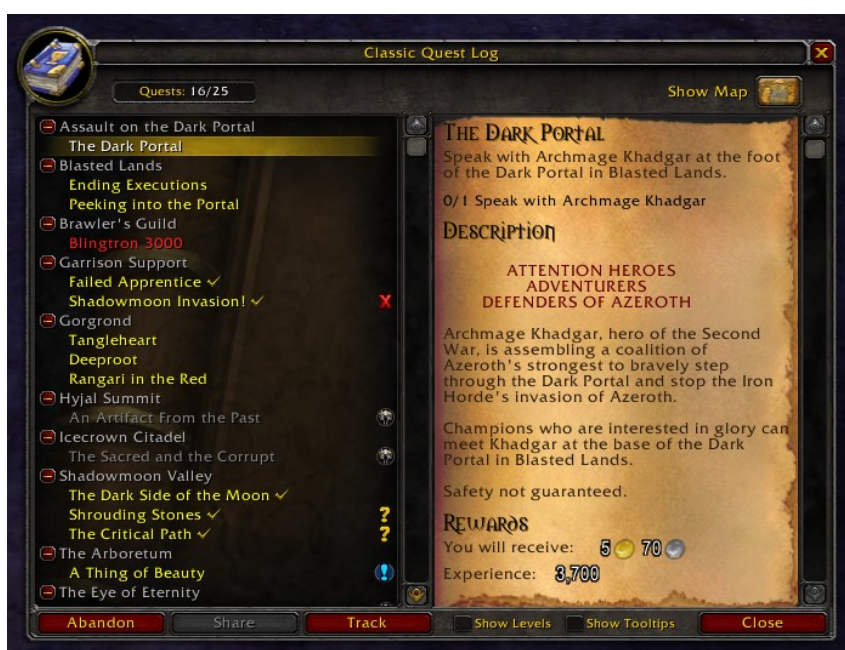 Classic Quest Log
Quests: 16/25
Show Map
Assault on the Dark Portal
The Dark Portal
Blasted Lands
Ending Executions
Peeking into the Portal
Brawler's Guild
Blingtron 3000
Garrison Support
Failed Apprentice
Shadowmoon Invasion!
Gorgrond
Tangleheart
Deeproot
Rangari in the Red
Hyjal Summit
An Artifact From the Past
Icecrown Citadel
The Sacred and the Corrupt
Shadowmoon Valley
The Dark Side of the Moon
Shrouding Stones
The Critical Path
The Arboretum
A Thing of Beauty
The Eye of Eternity
The Dark Portal
Speak with Archmage Khadgar at the foot
of the Dark Portal in Blasted Lands.
0/1 Speak with Archmage Khadgar
Description
ATTENTION HEROES
ADVENTURERS
DEFENDERS OF AZEROTH
Archmage Khadgar, hero of the Second
War, is assembling a coalition of
Azeroth's strongest to bravely step
through the Dark Portal and stop the Iron
Horde's invasion of Azeroth.
Champions who are interested in glory can
meet Khadgar at the base of the Dark
Portal in Blasted Lands.
Safety not guaranteed.
Rewards
You will receive: 5 70
Experience: 3,700
Abandon
Share
Track
Show Levels
Show Tooltips
Close